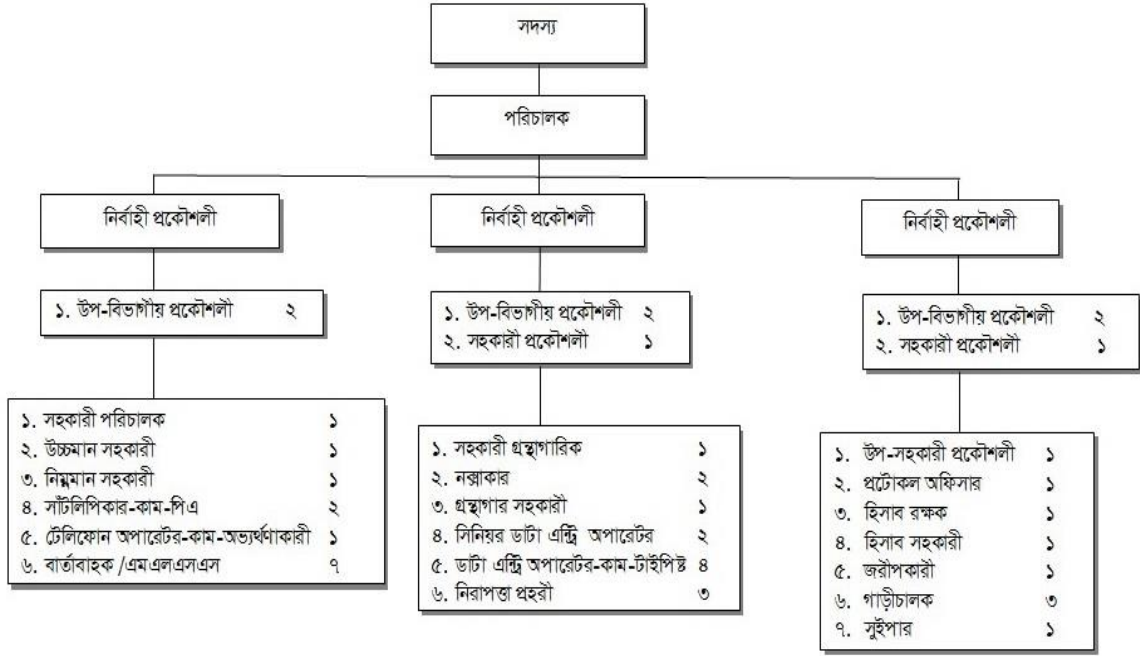 সদস্য
পরিচালক
নির্বাহী প্রকৌশলী
১. উপ-বিভাগীয় প্রকৌশলী ২
১. সহকারী পরিচালক ১
২. উচ্চমান সহকারী ১
৩. নিম্নমান সহকারী ১
৪. সাঁটলিপিকার-কাম-পিএ ২
৫. টেলিফোন অপারেটর-কাম-অভ্যর্থণাকারী ১
৬. বার্তাবাহক /এমএলএসএস ৭
নির্বাহী প্রকৌশলী
১. উপ-বিভাগীয় প্রকৌশলী ২
২. সহকারী প্রকৌশলী ১
১. সহকারী গ্রন্থাগারিক ১
২. নক্সাকার ২
৩. গ্রন্থাগার সহকারী ১
৪. সিনিয়র ডাটা এন্ট্রি অপারেটর ২
৫. ডাটা এন্ট্রি অপারেটর-কাম-টাইপিষ্ট ৪
৬. নিরাপত্তা প্রহরী ৩
নির্বাহী প্রকৌশলী
১. উপ-বিভাগীয় প্রকৌশলী ২
২. সহকারী প্রকৌশলী ১
১. উপ-সহকারী প্রকৌশলী ১
২. প্রটোকল অফিসার ১
৩. হিসাব রক্ষক ১
৪. হিসাব সহকারী ১
৫. জরীপকারী ১
৬. গাড়ীচালক ৩
৭. সুইপার ১